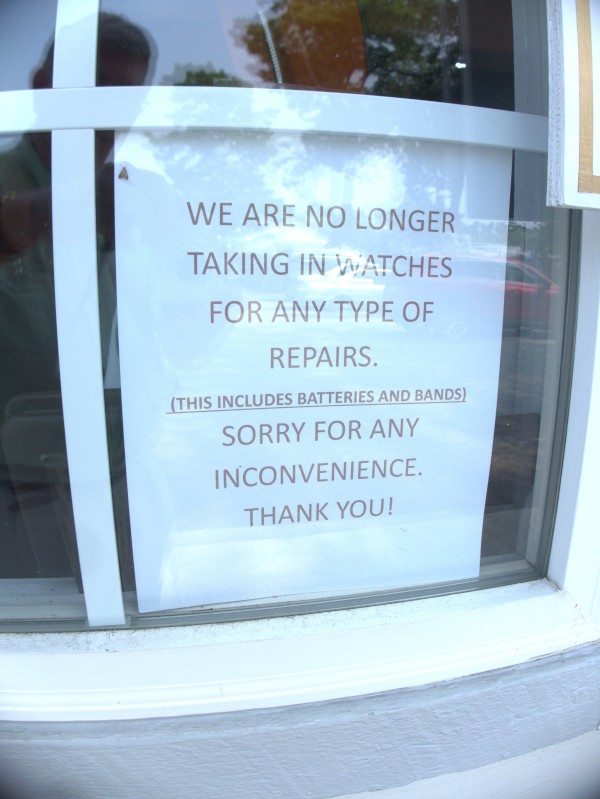 WE ARE NO LONGER
TAKING IN WATCHES
FOR ANY TYPE OF
REPAIRS.
(THIS INCLUDES BATTERIES AND BANDS)
SORRY FOR ANY
INCONVENIENCE.
THANK YOU!